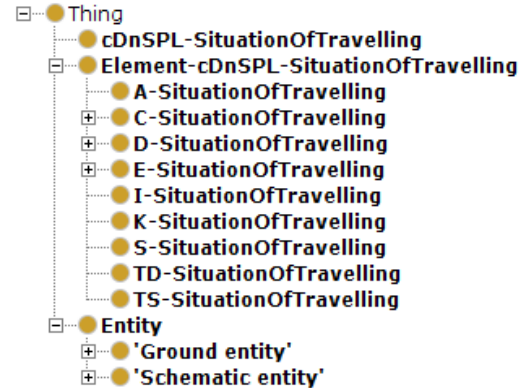 Thing
cDnSPL-SituationOfTravelling
Element-cDnSPL-SituationOfTravelling
A-SituationOfTravelling
C-SituationOfTravelling
D-SituationOfTravelling
E-SituationOfTravelling
I-SituationOfTravelling
K-SituationOfTravelling
S-SituationOfTravelling
TD-SituationOfTravelling
TS-SituationOfTravelling
Entity
'Ground entity'
'Schematic entity'